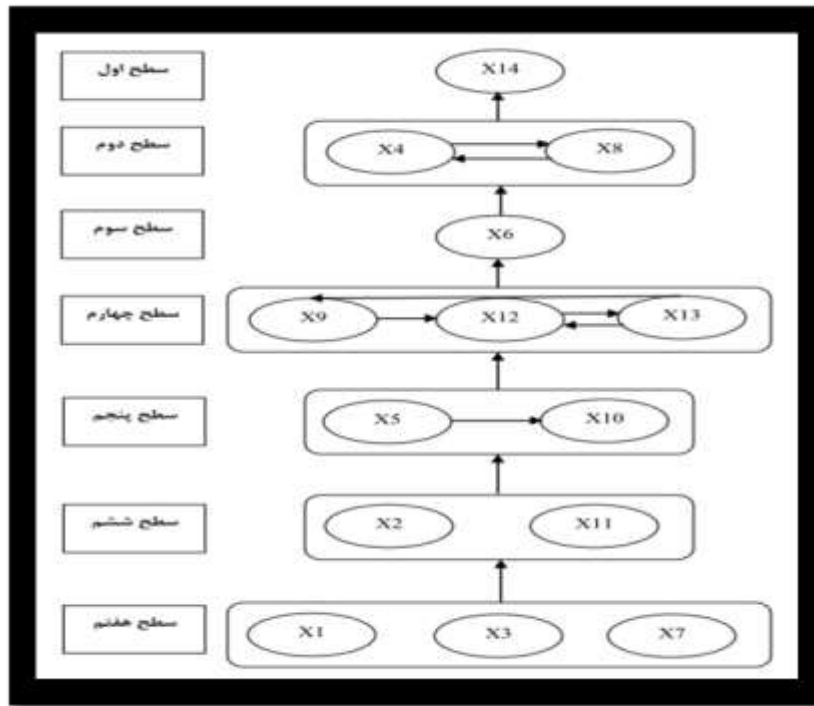 سطح اول
X14
سطح دوم
X4 X8
سطح سوم
X6
سطح چهارم
X9 X12 X13
سطح پنجم
X5 X10
سطح ششم
X2 X11
سطح هفتم
X1 X3 X7